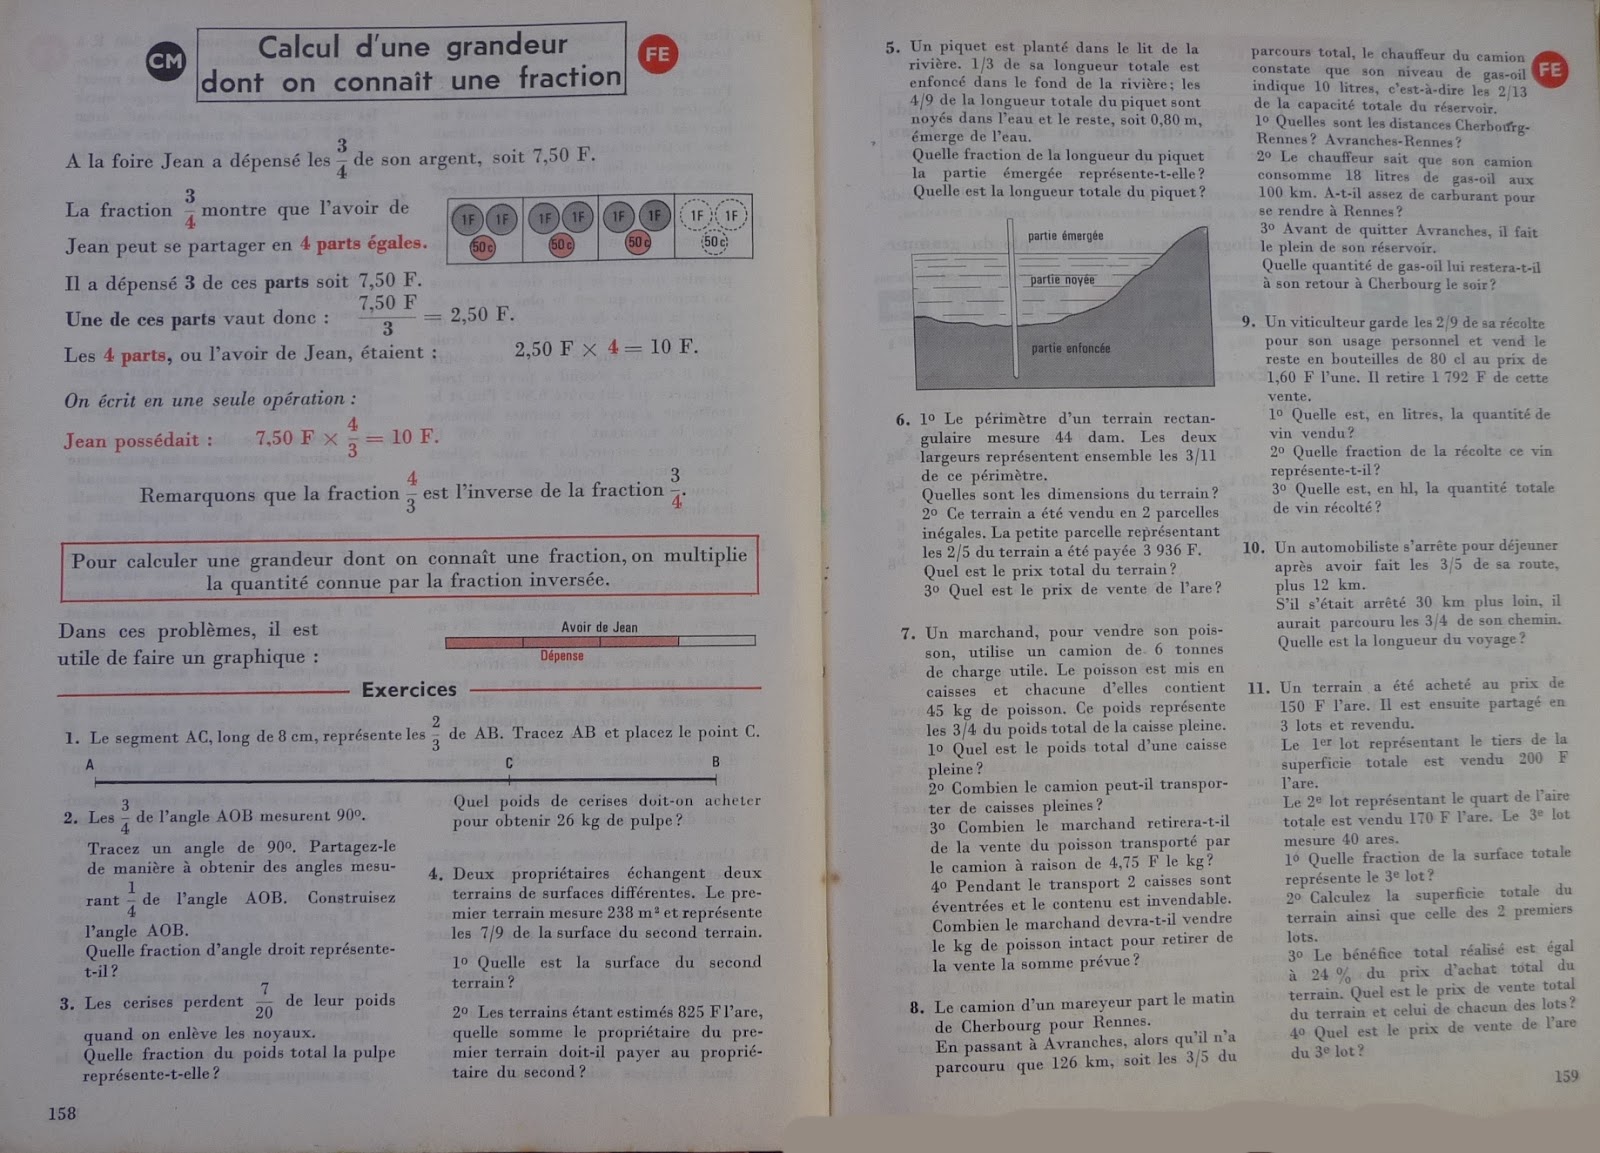 CM
Calcul d'une grandeur
dont on connaît une fraction
FE
A la foire Jean a dépensé les 3/4 de son argent, soit 7,50 F.
La fraction 3/4 montre que l'avoir de
Jean peut se partager en 4 parts égales.
1F 1F 1F 1F 1F 1F 1F 1F
50c 50c 50c 50c
Il a dépensé 3 de ces parts soit 7,50 F.
Une de ces parts vaut donc : 7,50 F / 3 = 2,50 F.
Les 4 parts, ou l'avoir de Jean, étaient : 2,50 F × 4 = 10 F.
On écrit en une seule opération :
Jean possédait : 7,50 F × 4/3 = 10 F.
Remarquons que la fraction 4/3 est l'inverse de la fraction 3/4.
Pour calculer une grandeur dont on connaît une fraction, on multiplie
la quantité connue par la fraction inversée.
Dans ces problèmes, il est
utile de faire un graphique :
Avoir de Jean
Dépense
Exercices
1. Le segment AC, long de 8 cm, représente les 2/3 de AB. Tracez AB et placez le point C.
A C B
2. Les 3/4 de l'angle AOB mesurent 90º.
Tracez un angle de 90º. Partagez-le
de manière à obtenir des angles mesu-
rant 1/4 de l'angle AOB. Construisez
l'angle AOB.
Quelle fraction d'angle droit représente-
t-il ?
3. Les cerises perdent 7/20 de leur poids
quand on enlève les noyaux.
Quelle fraction du poids total la pulpe
représente-t-elle ?
Quel poids de cerises doit-on acheter
pour obtenir 26 kg de pulpe ?
4. Deux propriétaires échangent deux
terrains de surfaces différentes. Le pre-
mier terrain mesure 238 m² et représente
les 7/9 de la surface du second terrain.
1º Quelle est la surface du second
terrain ?
2º Les terrains étant estimés 825 F l'are,
quelle somme le propriétaire du pre-
mier terrain doit-il payer au proprié-
taire du second ?
158
5. Un piquet est planté dans le lit de la
rivière. 1/3 de sa longueur totale est
enfoncé dans le fond de la rivière ; les
4/9 de la longueur totale du piquet sont
noyés dans l'eau et le reste, soit 0,80 m,
émerge de l'eau.
Quelle fraction de la longueur du piquet
la partie émergée représente-t-elle ?
Quelle est la longueur totale du piquet ?
partie émergée
partie noyée
partie enfoncée
6. 1º Le périmètre d'un terrain rectan-
gulaire mesure 44 dam. Les deux
largeurs représentent ensemble les 3/11
de ce périmètre.
Quelles sont les dimensions du terrain ?
2º Ce terrain a été vendu en 2 parcelles
inégales. La petite parcelle représentant
les 2/5 du terrain a été payée 3 936 F.
Quel est le prix total du terrain ?
3º Quel est le prix de vente de l'are ?
7. Un marchand, pour vendre son pois-
son, utilise un camion de 6 tonnes
de charge utile. Le poisson est mis en
caisses et chacune d'elles contient
45 kg de poisson. Ce poids représente
les 3/4 du poids total de la caisse pleine.
1º Quel est le poids total d'une caisse
pleine ?
2º Combien le camion peut-il transpor-
ter de caisses pleines ?
3º Combien le marchand retirera-t-il
de la vente du poisson transporté par
le camion à raison de 4,75 F le kg ?
4º Pendant le transport 2 caisses sont
éventrées et le contenu est invendable.
Combien le marchand devra-t-il vendre
le kg de poisson intact pour retirer de
la vente la somme prévue ?
8. Le camion d'un mareyeur part le matin
de Cherbourg pour Rennes.
En passant à Avranches, alors qu'il n'a
parcouru que 126 km, soit les 3/5 du
parcours total, le chauffeur du camion
constate que son niveau de gas-oil
indique 10 litres, c'est-à-dire les 2/13
de la capacité totale du réservoir.
FE
1º Quelles sont les distances Cherbourg-
Rennes ? Avranches-Rennes ?
2º Le chauffeur sait que son camion
consomme 18 litres de gas-oil aux
100 km. A-t-il assez de carburant pour
se rendre à Rennes ?
3º Avant de quitter Avranches, il fait
le plein de son réservoir.
Quelle quantité de gas-oil lui restera-t-il
à son retour à Cherbourg le soir ?
9. Un viticulteur garde les 2/9 de sa récolte
pour son usage personnel et vend le
reste en bouteilles de 80 cl au prix de
1,60 F l'une. Il retire 1 792 F de cette
vente.
1º Quelle est, en litres, la quantité de
vin vendu ?
2º Quelle fraction de la récolte ce vin
représente-t-il ?
3º Quelle est, en hl, la quantité totale
de vin récolté ?
10. Un automobiliste s'arrête pour déjeuner
après avoir fait les 3/5 de sa route,
plus 12 km.
S'il s'était arrêté 30 km plus loin, il
aurait parcouru les 3/4 de son chemin.
Quelle est la longueur du voyage ?
11. Un terrain a été acheté au prix de
150 F l'are. Il est ensuite partagé en
3 lots et revendu.
Le 1er lot représentant le tiers de la
superficie totale est vendu 200 F
l'are.
Le 2e lot représentant le quart de l'aire
totale est vendu 170 F l'are. Le 3e lot
mesure 40 ares.
1º Quelle fraction de la surface totale
représente le 3e lot ?
2º Calculez la superficie totale du
terrain ainsi que celle des 2 premiers
lots.
3º Le bénéfice total réalisé est égal
à 24 % du prix d'achat total du
terrain. Quel est le prix de vente total
du terrain et celui de chacun des lots ?
4º Quel est le prix de vente de l'are
du 3e lot ?
159